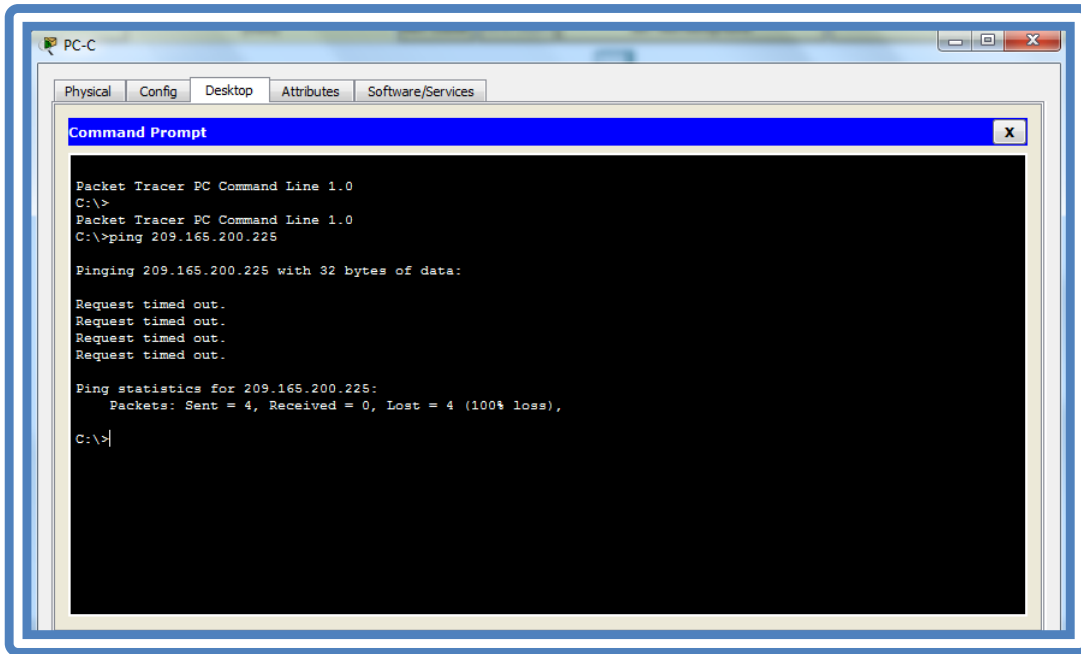 PC-C
Physical Config Desktop Attributes Software/Services
Command Prompt X
Packet Tracer PC Command Line 1.0
C:\>
Packet Tracer PC Command Line 1.0
C:\>ping 209.165.200.225
Pinging 209.165.200.225 with 32 bytes of data:
Request timed out.
Request timed out.
Request timed out.
Request timed out.
Ping statistics for 209.165.200.225:
Packets: Sent = 4, Received = 0, Lost = 4 (100% loss),
C:\>